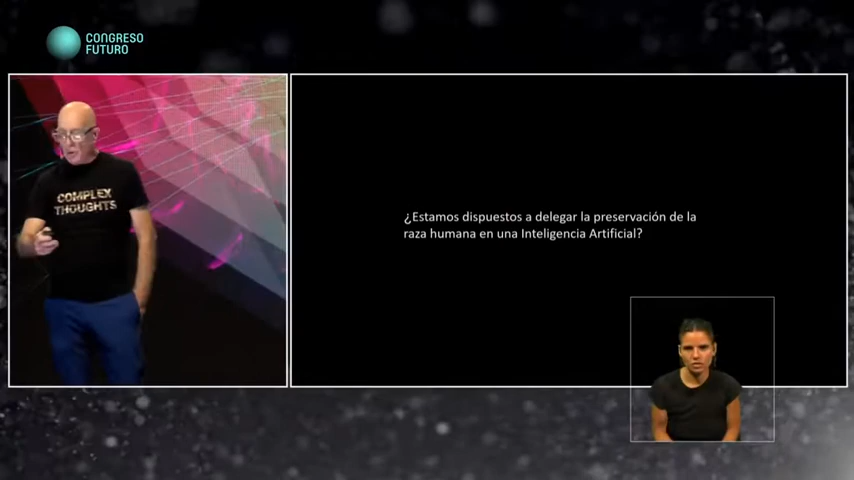 CONGRESO
FUTURO
COMPLEX
THOUGHTS
¿Estamos dispuestos a delegar la preservación de la
raza humana en una Inteligencia Artificial?